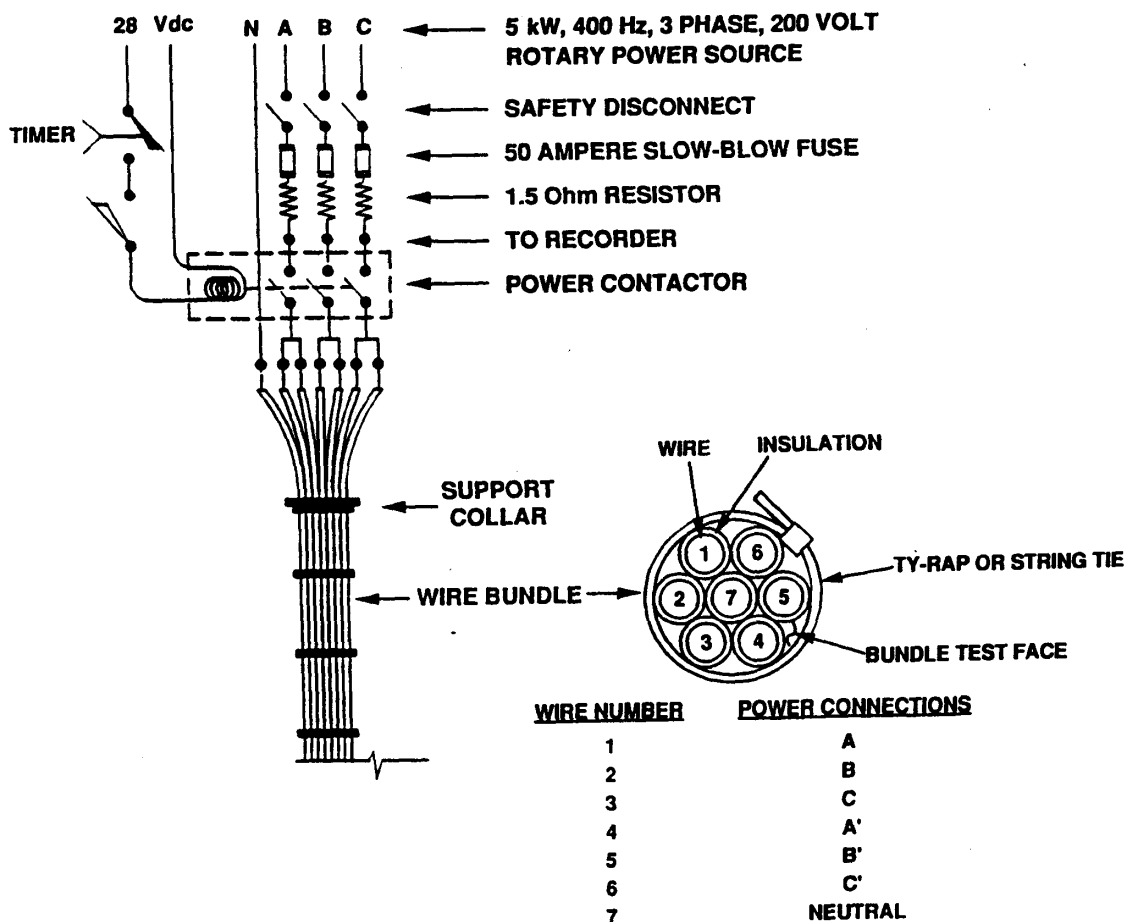 28 Vdc N A B C
5 kW, 400 Hz, 3 PHASE, 200 VOLT
ROTARY POWER SOURCE
SAFETY DISCONNECT
TIMER
50 AMPERE SLOW-BLOW FUSE
1.5 Ohm RESISTOR
TO RECORDER
POWER CONTACTOR
SUPPORT
COLLAR
WIRE BUNDLE
WIRE
INSULATION
1 6
2 7 5
3 4
TY-RAP OR STRING TIE
BUNDLE TEST FACE
WIRE NUMBER POWER CONNECTIONS
1 A
2 B
3 C
4 A'
5 B'
6 C'
7 NEUTRAL